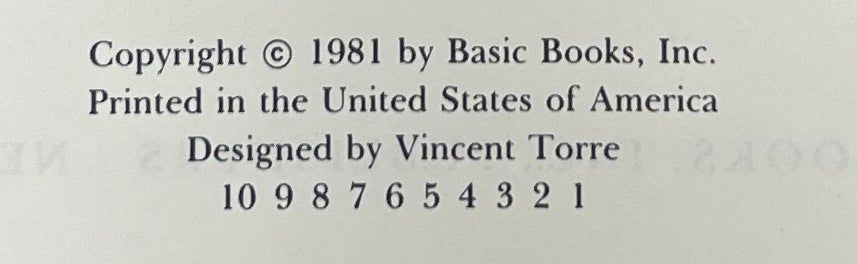 Copyright © 1981 by Basic Books, Inc.
Printed in the United States of America
Designed by Vincent Torre
10 9 8 7 6 5 4 3 2 1